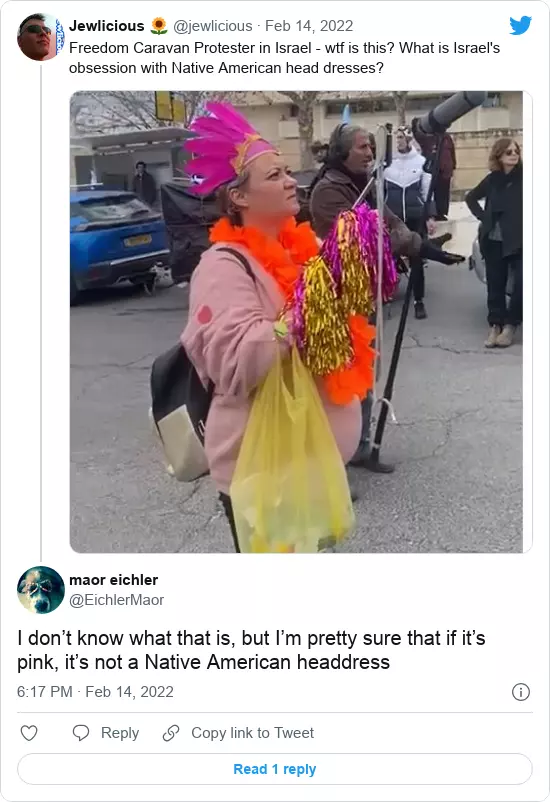 Jewlicious 🌻 @jewlicious · Feb 14, 2022
Freedom Caravan Protester in Israel - wtf is this? What is Israel's
obsession with Native American head dresses?
maor eichler
@EichlerMaor
I don’t know what that is, but I’m pretty sure that if it’s
pink, it’s not a Native American headdress
6:17 PM · Feb 14, 2022
Reply
Copy link to Tweet
Read 1 reply